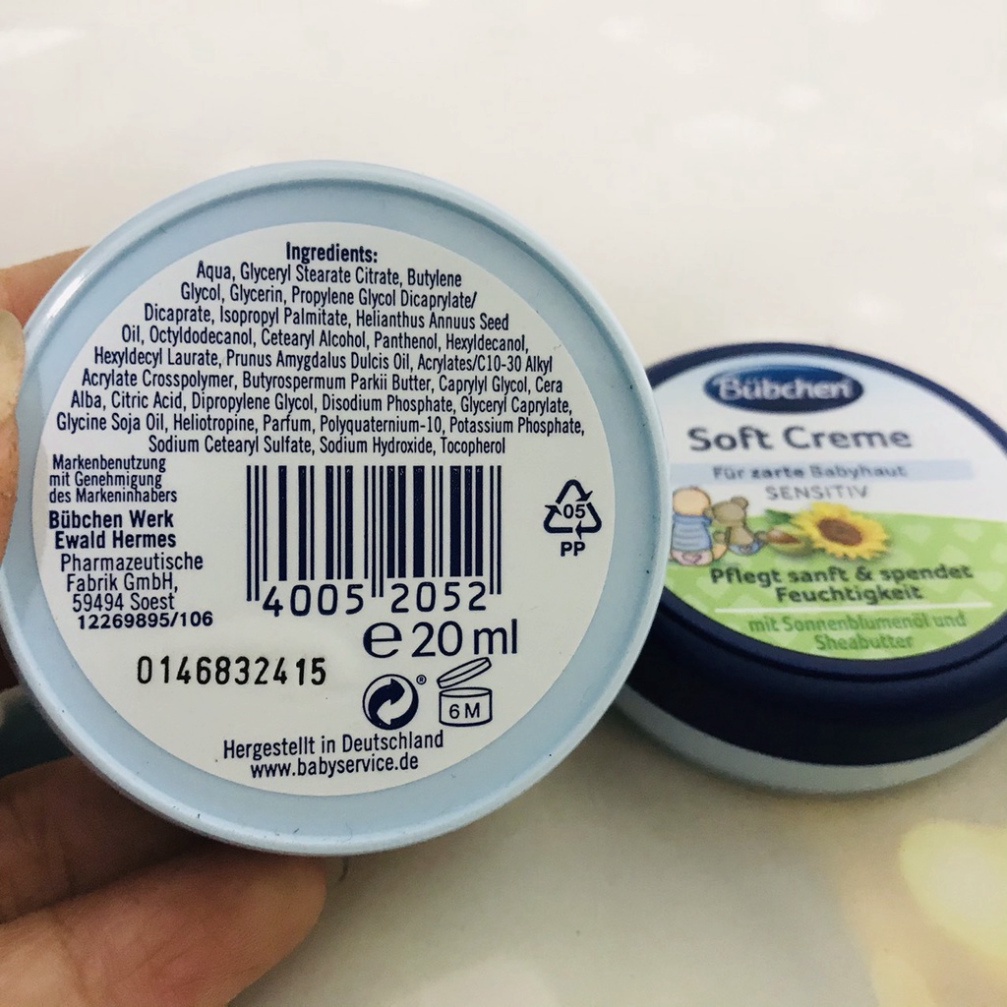 Ingredients:
Aqua, Glyceryl Stearate Citrate, Butylene
Glycol, Glycerin, Propylene Glycol Dicaprylate/
Dicaprate, Isopropyl Palmitate, Helianthus Annuus Seed
Oil, Octyldodecanol, Cetearyl Alcohol, Panthenol, Hexyldecanol,
Hexyldecyl Laurate, Prunus Amygdalus Dulcis Oil, Acrylates/C10-30 Alkyl
Acrylate Crosspolymer, Butyrospermum Parkii Butter, Caprylyl Glycol, Cera
Alba, Citric Acid, Dipropylene Glycol, Disodium Phosphate, Glyceryl Caprylate,
Glycine Soja Oil, Heliotropine, Parfum, Polyquaternium-10, Potassium Phosphate,
Sodium Cetearyl Sulfate, Sodium Hydroxide, Tocopherol
Markenbenutzung
mit Genehmigung
des Markeninhabers
Bübchen Werk
Ewald Hermes
Pharmazeutische
Fabrik GmbH,
59494 Soest
12269895/106
4005 2052
05
PP
e 20 ml
0146832415
®
6 M
Hergestellt in Deutschland
www.babyservice.de
Bübchen
Soft Creme
Für zarte Babyhaut
SENSITIV
Pflegt sanft & spendet
Feuchtigkeit
mit Sonnenblumenöl und
Sheabutter